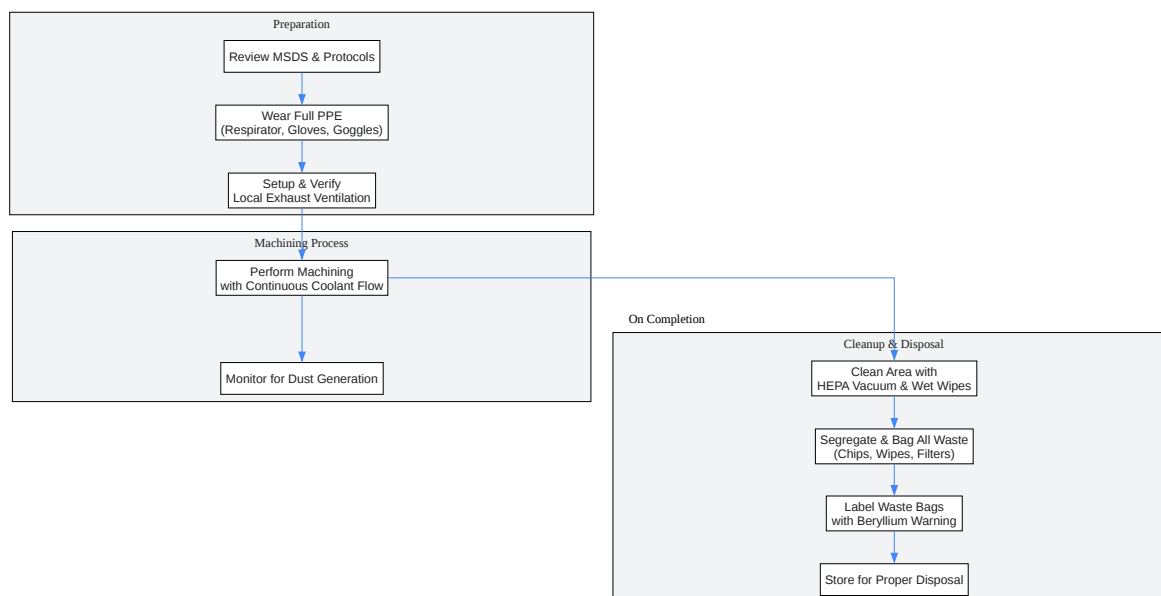 Preparation
Review MSDS & Protocols
Wear Full PPE
(Respirator, Gloves, Goggles)
Setup & Verify
Local Exhaust Ventilation
Machining Process
Perform Machining
with Continuous Coolant Flow
Monitor for Dust Generation
On Completion
Cleanup & Disposal
Clean Area with
HEPA Vacuum & Wet Wipes
Segregate & Bag All Waste
(Chips, Wipes, Filters)
Label Waste Bags
with Beryllium Warning
Store for Proper Disposal